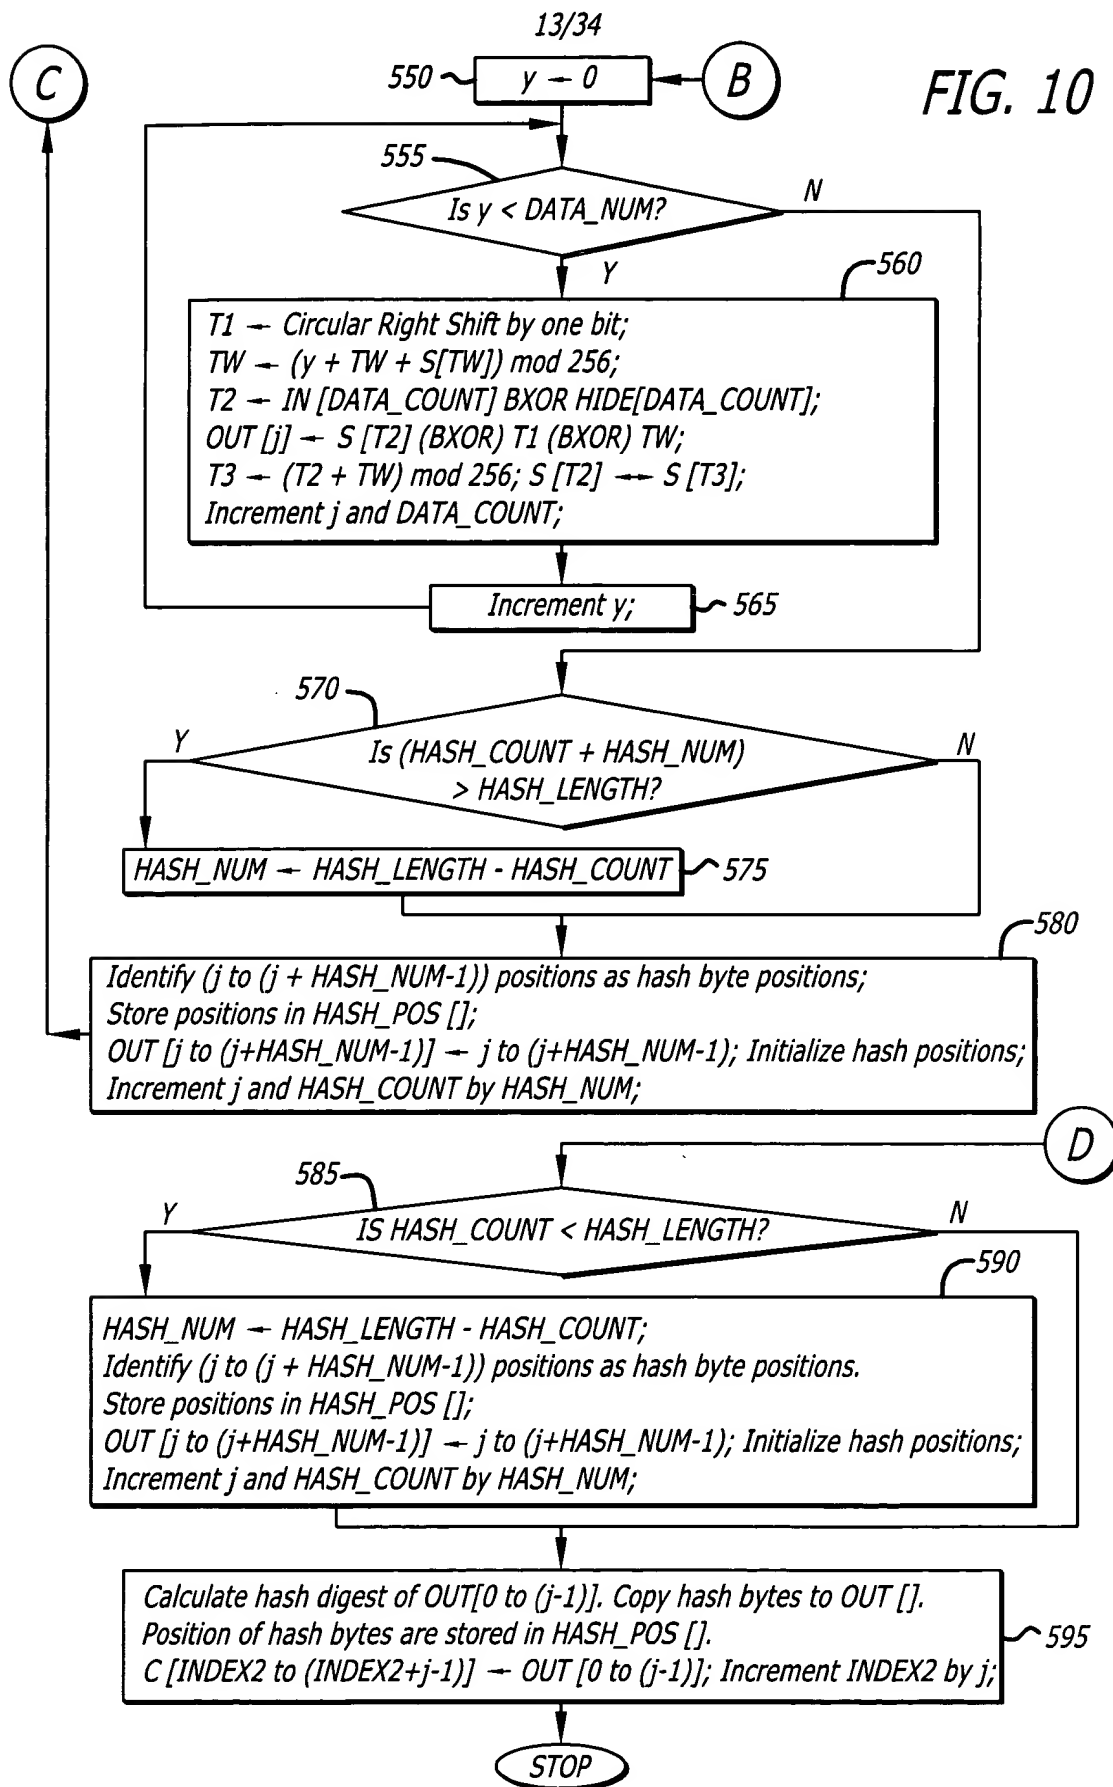 13/34
C
550
y ← 0
B
FIG. 10
555
Is y < DATA_NUM?
N
Y
560
T1 ← Circular Right Shift by one bit;
TW ← (y + TW + S[TW]) mod 256;
T2 ← IN [DATA_COUNT] BXOR HIDE[DATA_COUNT];
OUT [j] ← S [T2] (BXOR) T1 (BXOR) TW;
T3 ← (T2 + TW) mod 256; S [T2] ↔ S [T3];
Increment j and DATA_COUNT;
Increment y;
565
570
Y
Is (HASH_COUNT + HASH_NUM)
> HASH_LENGTH?
N
HASH_NUM ← HASH_LENGTH - HASH_COUNT
575
580
Identify (j to (j + HASH_NUM-1)) positions as hash byte positions;
Store positions in HASH_POS [];
OUT [j to (j+HASH_NUM-1)] ← j to (j+HASH_NUM-1); Initialize hash positions;
Increment j and HASH_COUNT by HASH_NUM;
D
585
Y
IS HASH_COUNT < HASH_LENGTH?
N
590
HASH_NUM ← HASH_LENGTH - HASH_COUNT;
Identify (j to (j + HASH_NUM-1)) positions as hash byte positions.
Store positions in HASH_POS [];
OUT [j to (j+HASH_NUM-1)] ← j to (j+HASH_NUM-1); Initialize hash positions;
Increment j and HASH_COUNT by HASH_NUM;
Calculate hash digest of OUT[0 to (j-1)]. Copy hash bytes to OUT [].
Position of hash bytes are stored in HASH_POS [].
C [INDEX2 to (INDEX2+j-1)] ← OUT [0 to (j-1)]; Increment INDEX2 by j;
595
STOP